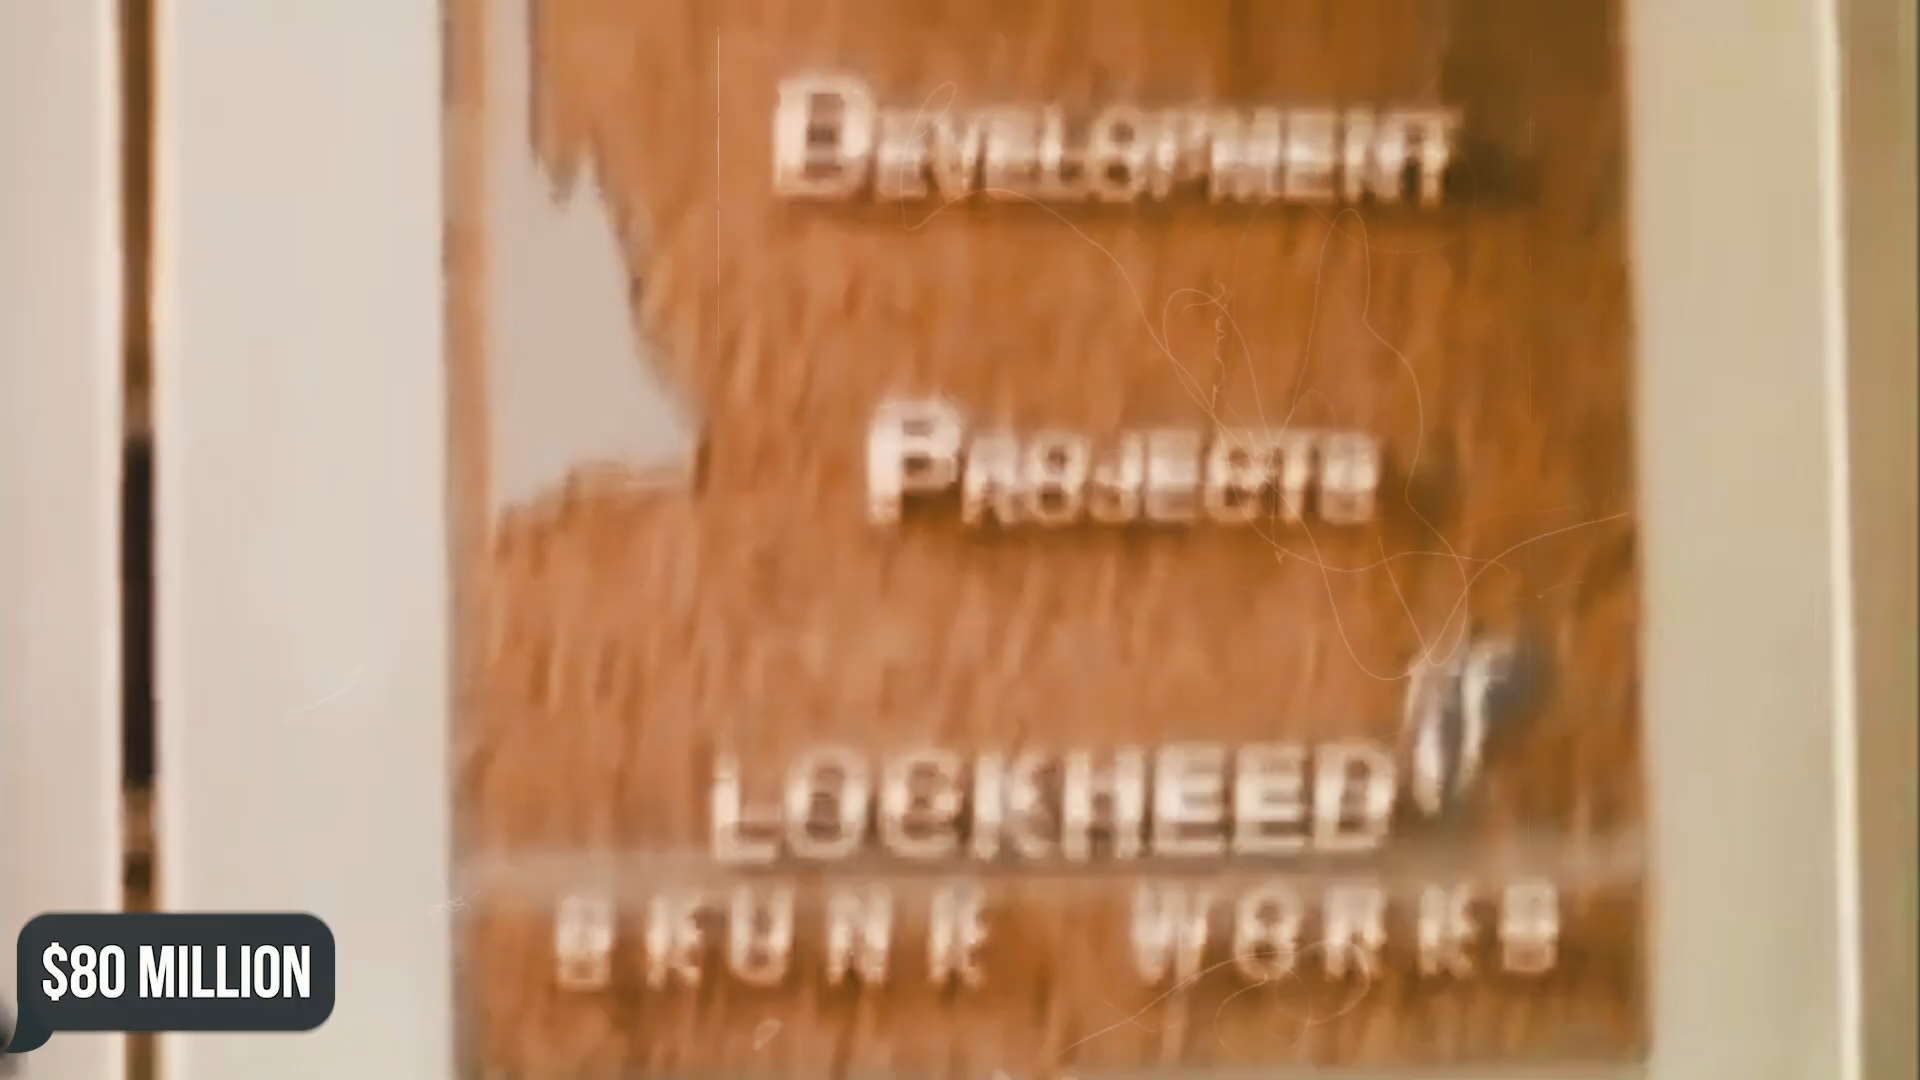 DEVELOPMENT
PROJECTS
LOCKHEED
SKUNK WORKS
$80 MILLION